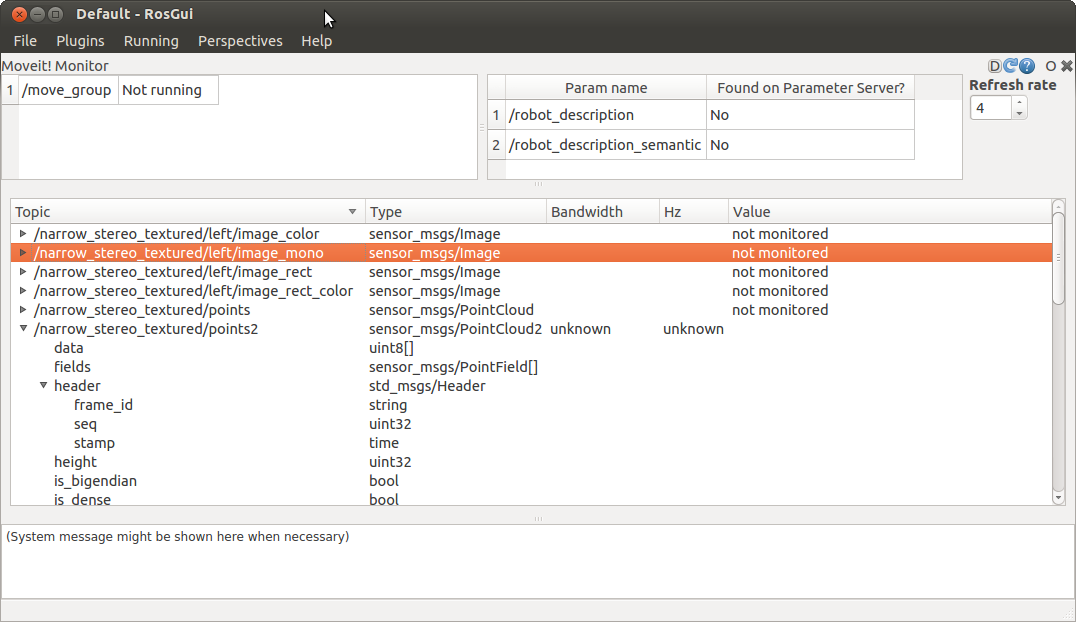 Default - RosGui
File Plugins Running Perspectives Help
Moveit! Monitor
D ? O
1 /move_group Not running
Param name Found on Parameter Server?
1 /robot_description No
2 /robot_description_semantic No
Refresh rate
4
Topic Type Bandwidth Hz Value
/narrow_stereo_textured/left/image_color sensor_msgs/Image not monitored
/narrow_stereo_textured/left/image_mono sensor_msgs/Image not monitored
/narrow_stereo_textured/left/image_rect sensor_msgs/Image not monitored
/narrow_stereo_textured/left/image_rect_color sensor_msgs/Image not monitored
/narrow_stereo_textured/points sensor_msgs/PointCloud not monitored
/narrow_stereo_textured/points2 sensor_msgs/PointCloud2 unknown unknown
data uint8[]
fields sensor_msgs/PointField[]
header std_msgs/Header
frame_id string
seq uint32
stamp time
height uint32
is_bigendian bool
is_dense bool
(System message might be shown here when necessary)